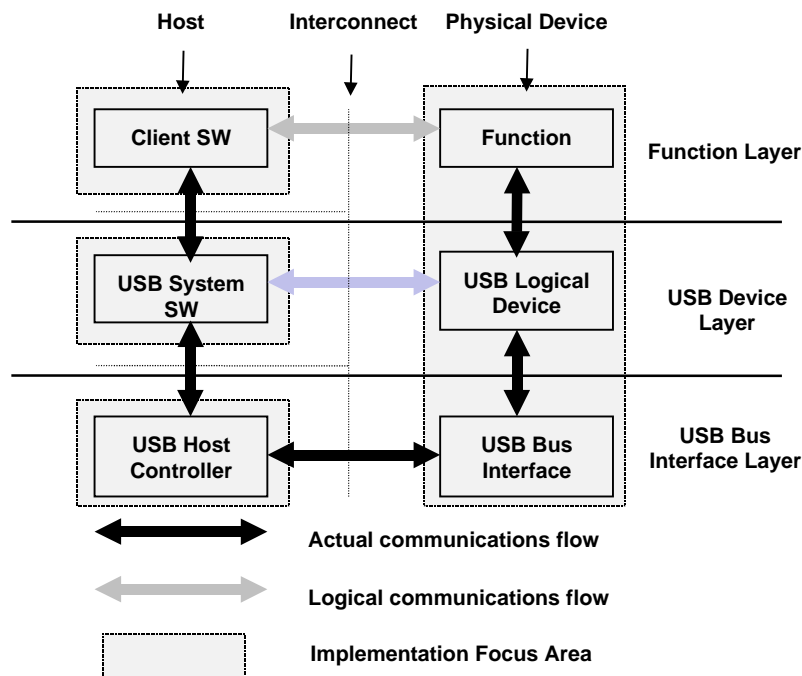 Host
Interconnect
Physical Device
Client SW
Function
Function Layer
USB System
SW
USB Logical
Device
USB Device
Layer
USB Host
Controller
USB Bus
Interface
USB Bus
Interface Layer
Actual communications flow
Logical communications flow
Implementation Focus Area